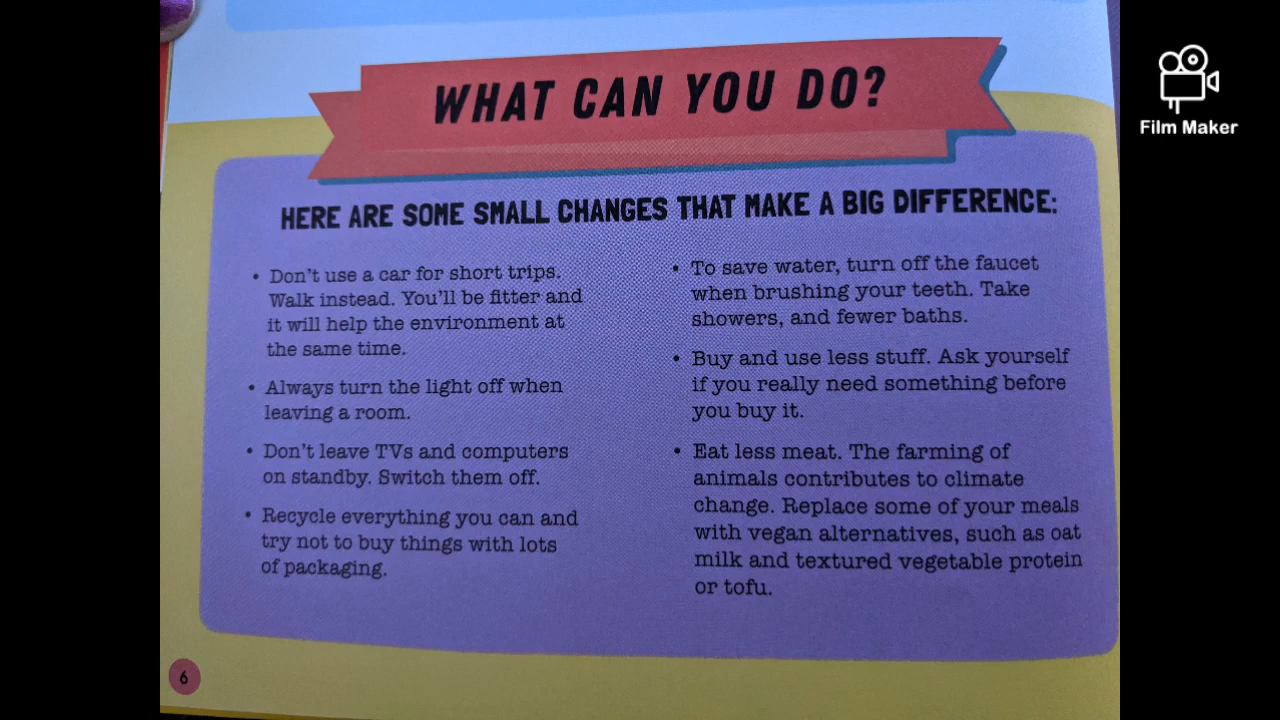 WHAT CAN YOU DO?
HERE ARE SOME SMALL CHANGES THAT MAKE A BIG DIFFERENCE:
• Don't use a car for short trips.
Walk instead. You'll be fitter and
it will help the environment at
the same time.
• Always turn the light off when
leaving a room.
• Don't leave TVs and computers
on standby. Switch them off.
• Recycle everything you can and
try not to buy things with lots
of packaging.
• To save water, turn off the faucet
when brushing your teeth. Take
showers, and fewer baths.
• Buy and use less stuff. Ask yourself
if you really need something before
you buy it.
• Eat less meat. The farming of
animals contributes to climate
change. Replace some of your meals
with vegan alternatives, such as oat
milk and textured vegetable protein
or tofu.
6
Film Maker